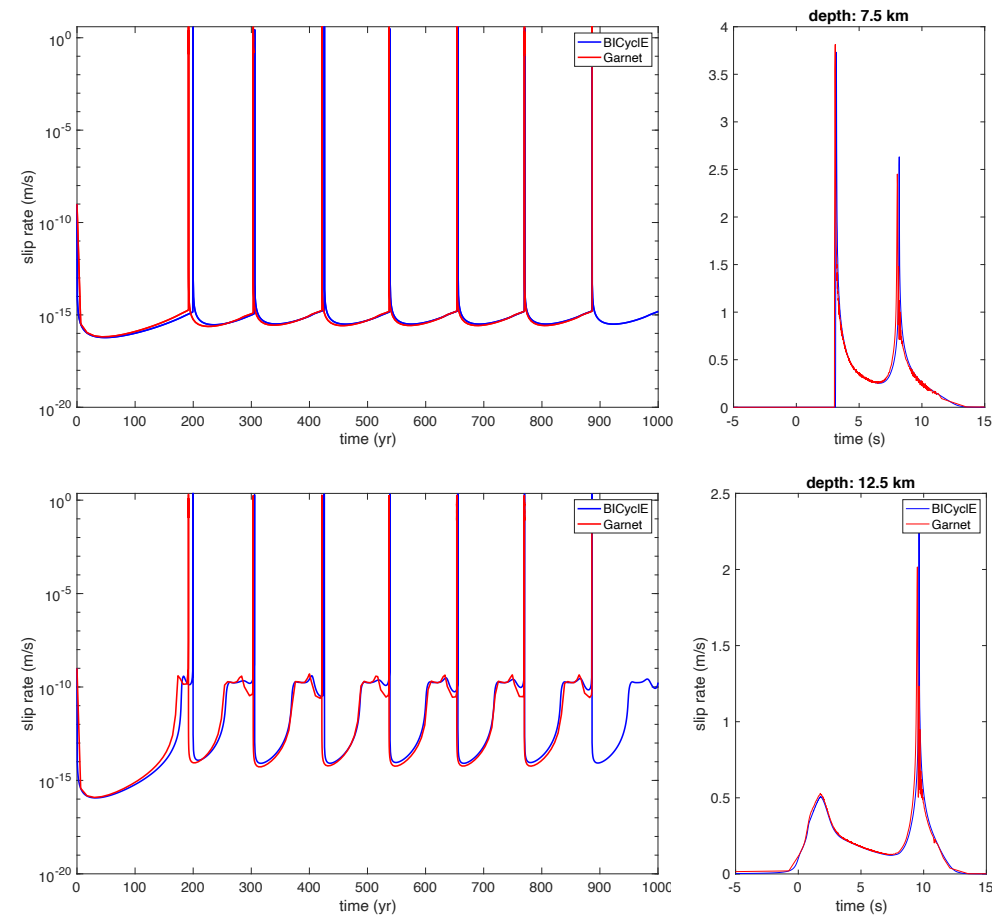 depth: 7.5 km
slip rate (m/s)
10^0
10^-5
10^-10
10^-15
10^-20
BICyclE
Garnet
0 100 200 300 400 500 600 700 800 900 1000
time (yr)
4
3.5
3
2.5
2
1.5
1
0.5
0
-5 0 5 10 15
time (s)
depth: 12.5 km
slip rate (m/s)
10^0
10^-5
10^-10
10^-15
10^-20
BICyclE
Garnet
0 100 200 300 400 500 600 700 800 900 1000
time (yr)
slip rate (m/s)
2.5
2
1.5
1
0.5
0
BICyclE
Garnet
-5 0 5 10 15
time (s)